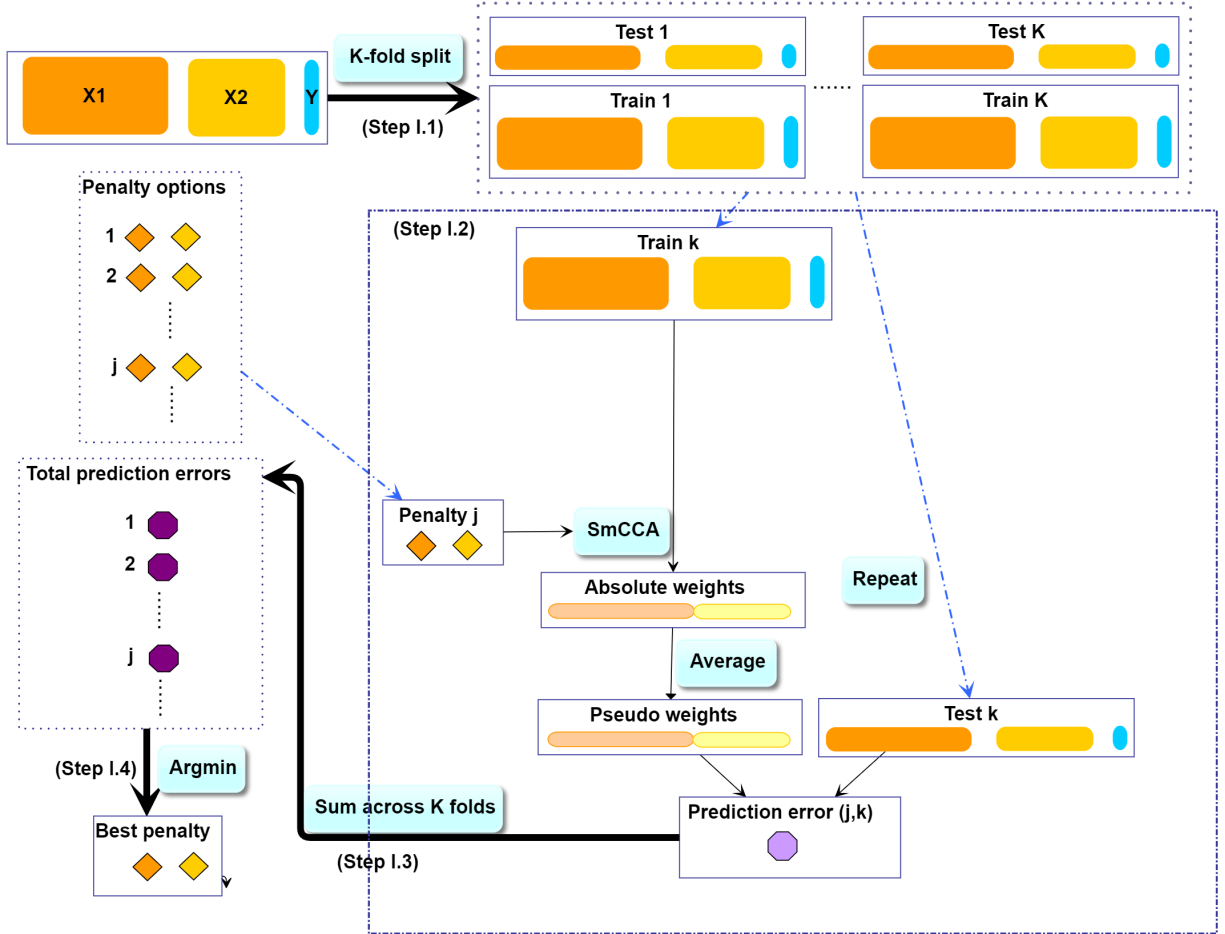 X1
X2
Y
K-fold split
(Step I.1)
Test 1
Test K
Train 1
......
Train K
Penalty options
1
2
......
j
......
(Step I.2)
Train k
Total prediction errors
1
2
......
j
......
Penalty j
SmCCA
Absolute weights
Repeat
Average
Pseudo weights
Test k
(Step I.4)
Argmin
Best penalty
Sum across K folds
(Step I.3)
Prediction error (j,k)